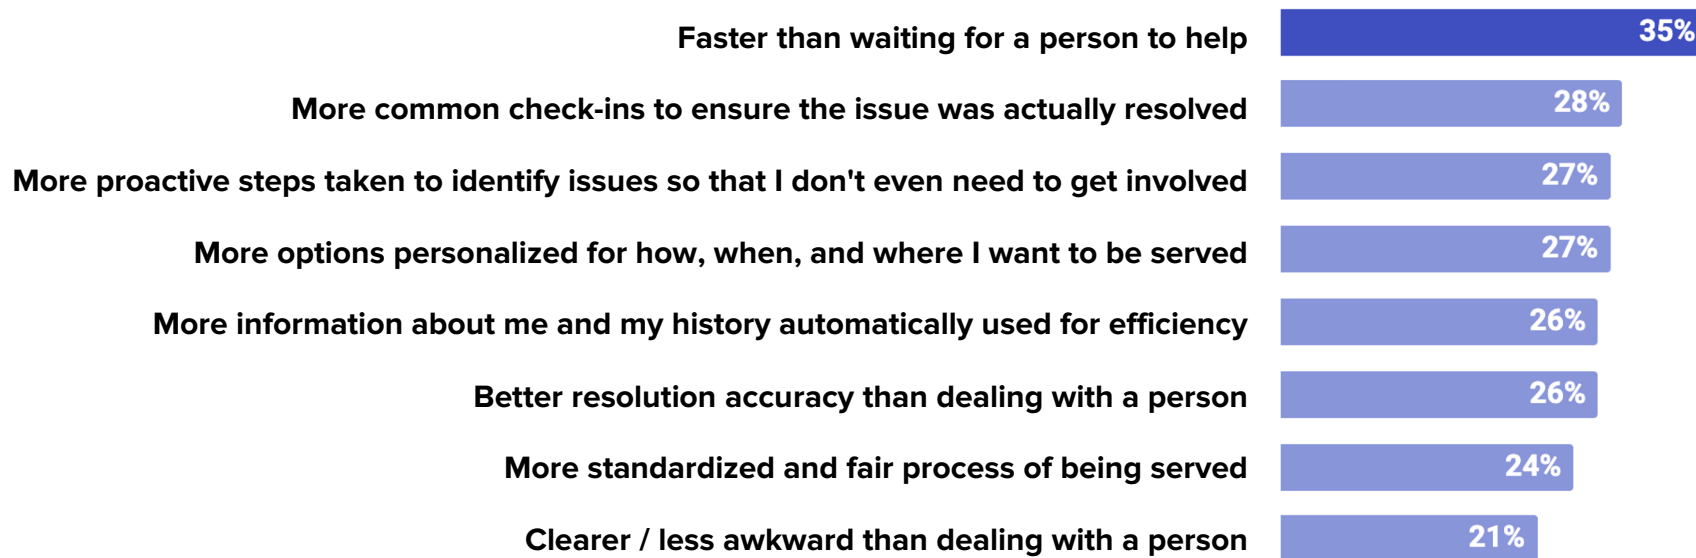 Faster than waiting for a person to help 35%
More common check-ins to ensure the issue was actually resolved 28%
More proactive steps taken to identify issues so that I don't even need to get involved 27%
More options personalized for how, when, and where I want to be served 27%
More information about me and my history automatically used for efficiency 26%
Better resolution accuracy than dealing with a person 26%
More standardized and fair process of being served 24%
Clearer / less awkward than dealing with a person 21%